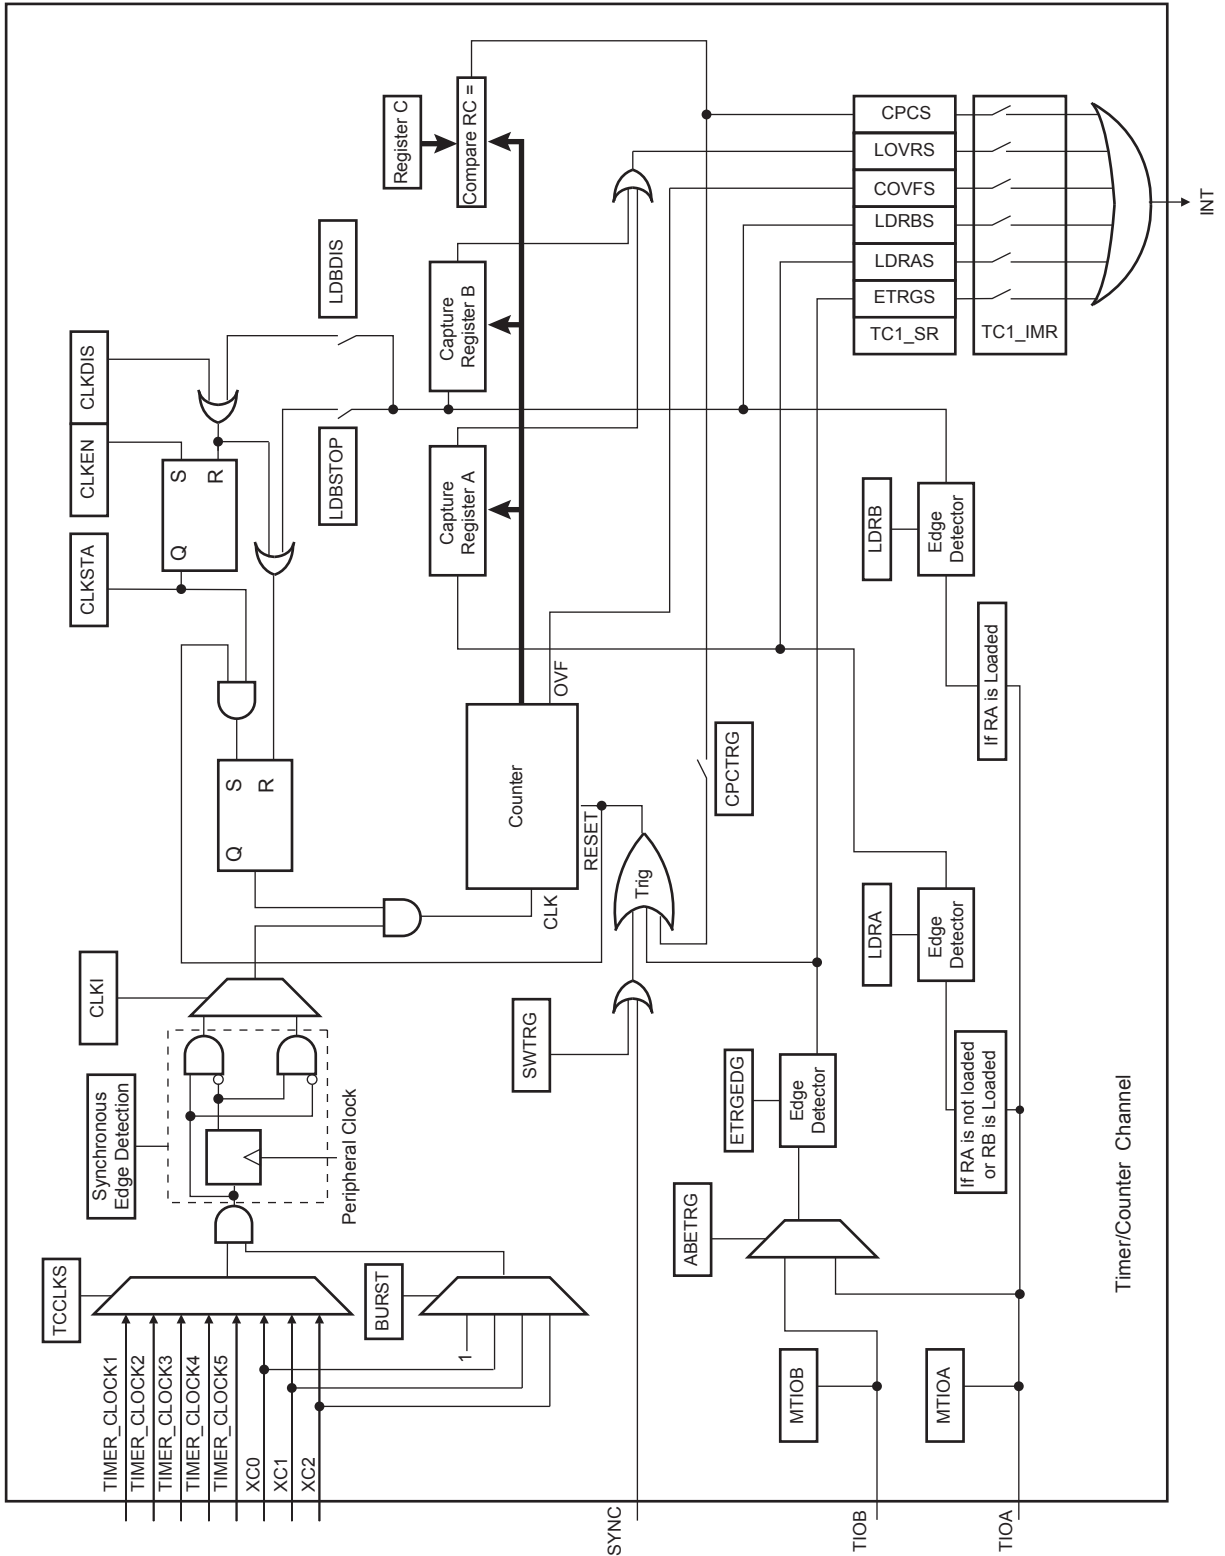 TCCLKS
TIMER_CLOCK1
TIMER_CLOCK2
TIMER_CLOCK3
TIMER_CLOCK4
TIMER_CLOCK5
XC0
XC1
XC2
Synchronous
Edge Detection
CLKI
Peripheral Clock
BURST
1
CLKSTA
CLKEN
CLKDIS
Q
S
R
Q
S
R
LDBSTOP
LDBDIS
Register C
Compare RC =
Capture
Register A
Capture
Register B
Counter
CLK
OVF
RESET
SWTRG
Trig
CPCTRG
SYNC
ABETRG
ETRGEDG
Edge
Detector
MTIOB
TIOB
MTIOA
TIOA
LDRA
Edge
Detector
If RA is not loaded
or RB is Loaded
LDRB
Edge
Detector
If RA is Loaded
CPCS
LOVRS
COVFS
LDRBS
LDRAS
ETRGS
TC1_SR
TC1_IMR
INT
Timer/Counter Channel